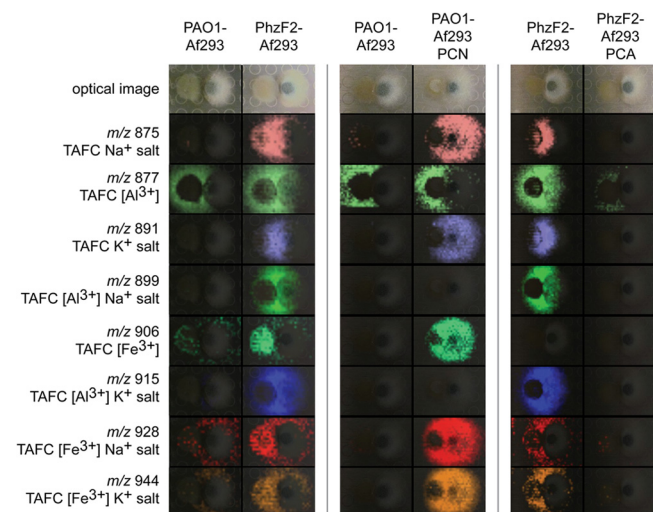 PAO1-
Af293
PhzF2-
Af293
PAO1-
Af293
PAO1-
Af293
PCN
PhzF2-
Af293
PhzF2-
Af293
PCA
optical image
m/z 875
TAFC Na+ salt
m/z 877
TAFC [Al3+]
m/z 891
TAFC K+ salt
m/z 899
TAFC [Al3+] Na+ salt
m/z 906
TAFC [Fe3+]
m/z 915
TAFC [Al3+] K+ salt
m/z 928
TAFC [Fe3+] Na+ salt
m/z 944
TAFC [Fe3+] K+ salt